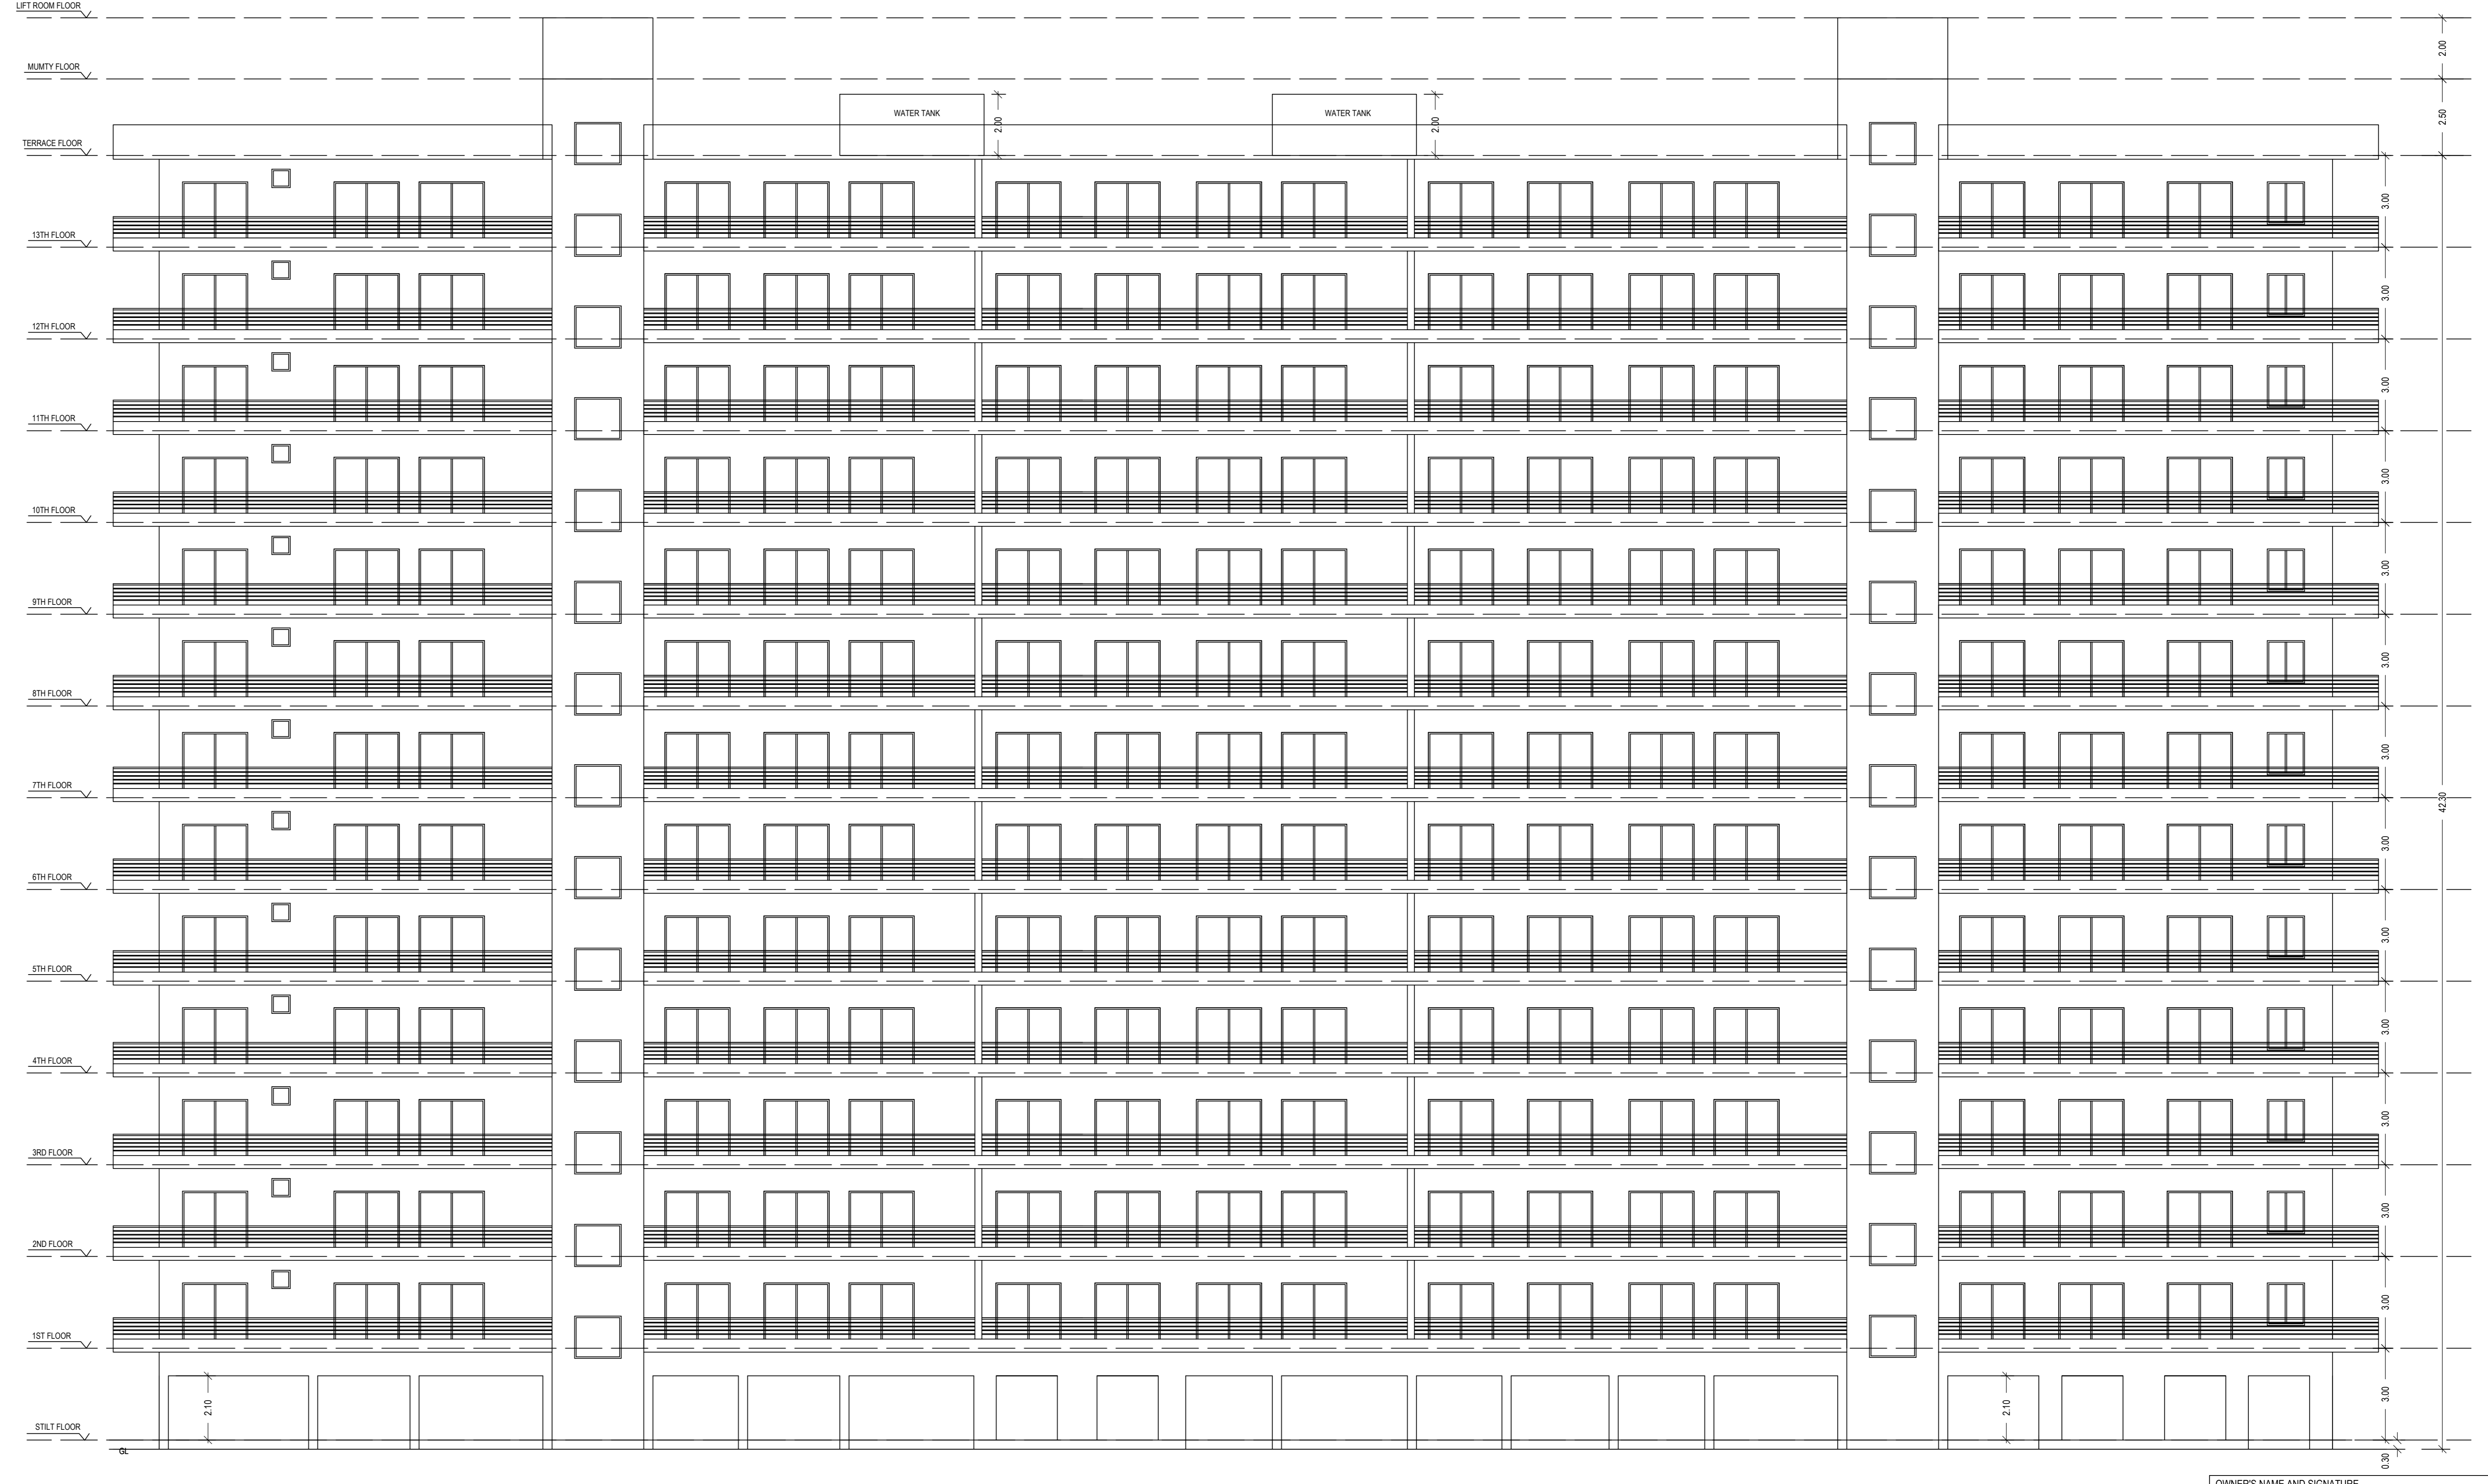 LIFT ROOM FLOOR
2.00
MUMTY FLOOR
WATER TANK
2.00
WATER TANK
2.00
2.50
TERRACE FLOOR
3.00
13TH FLOOR
3.00
12TH FLOOR
3.00
11TH FLOOR
3.00
10TH FLOOR
3.00
9TH FLOOR
3.00
8TH FLOOR
3.00
7TH FLOOR
42.30
3.00
6TH FLOOR
3.00
5TH FLOOR
3.00
4TH FLOOR
3.00
3RD FLOOR
3.00
2ND FLOOR
3.00
1ST FLOOR
2.10
2.10
3.00
STILT FLOOR
GL
0.30
OWNER'S NAME AND SIGNATURE